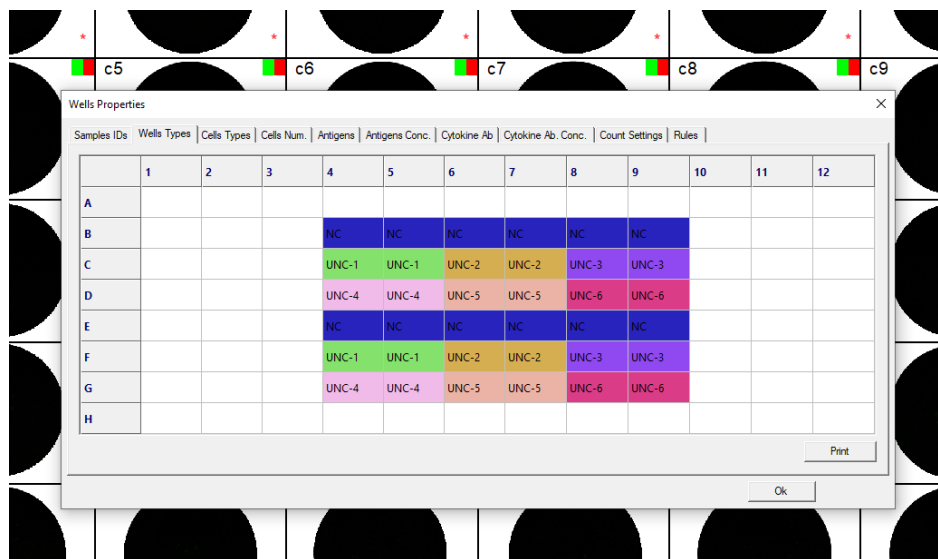 * * * * *
c5 c6 c7 c8 c9
Wells Properties
Samples IDs Wells Types Cells Types Cells Num. Antigens Antigens Conc. Cytokine Ab Cytokine Ab. Conc. Count Settings Rules
1 2 3 4 5 6 7 8 9 10 11 12
A
B NC NC NC NC NC NC
C UNC-1 UNC-1 UNC-2 UNC-2 UNC-3 UNC-3
D UNC-4 UNC-4 UNC-5 UNC-5 UNC-6 UNC-6
E NC NC NC NC NC NC
F UNC-1 UNC-1 UNC-2 UNC-2 UNC-3 UNC-3
G UNC-4 UNC-4 UNC-5 UNC-5 UNC-6 UNC-6
H
Print
Ok